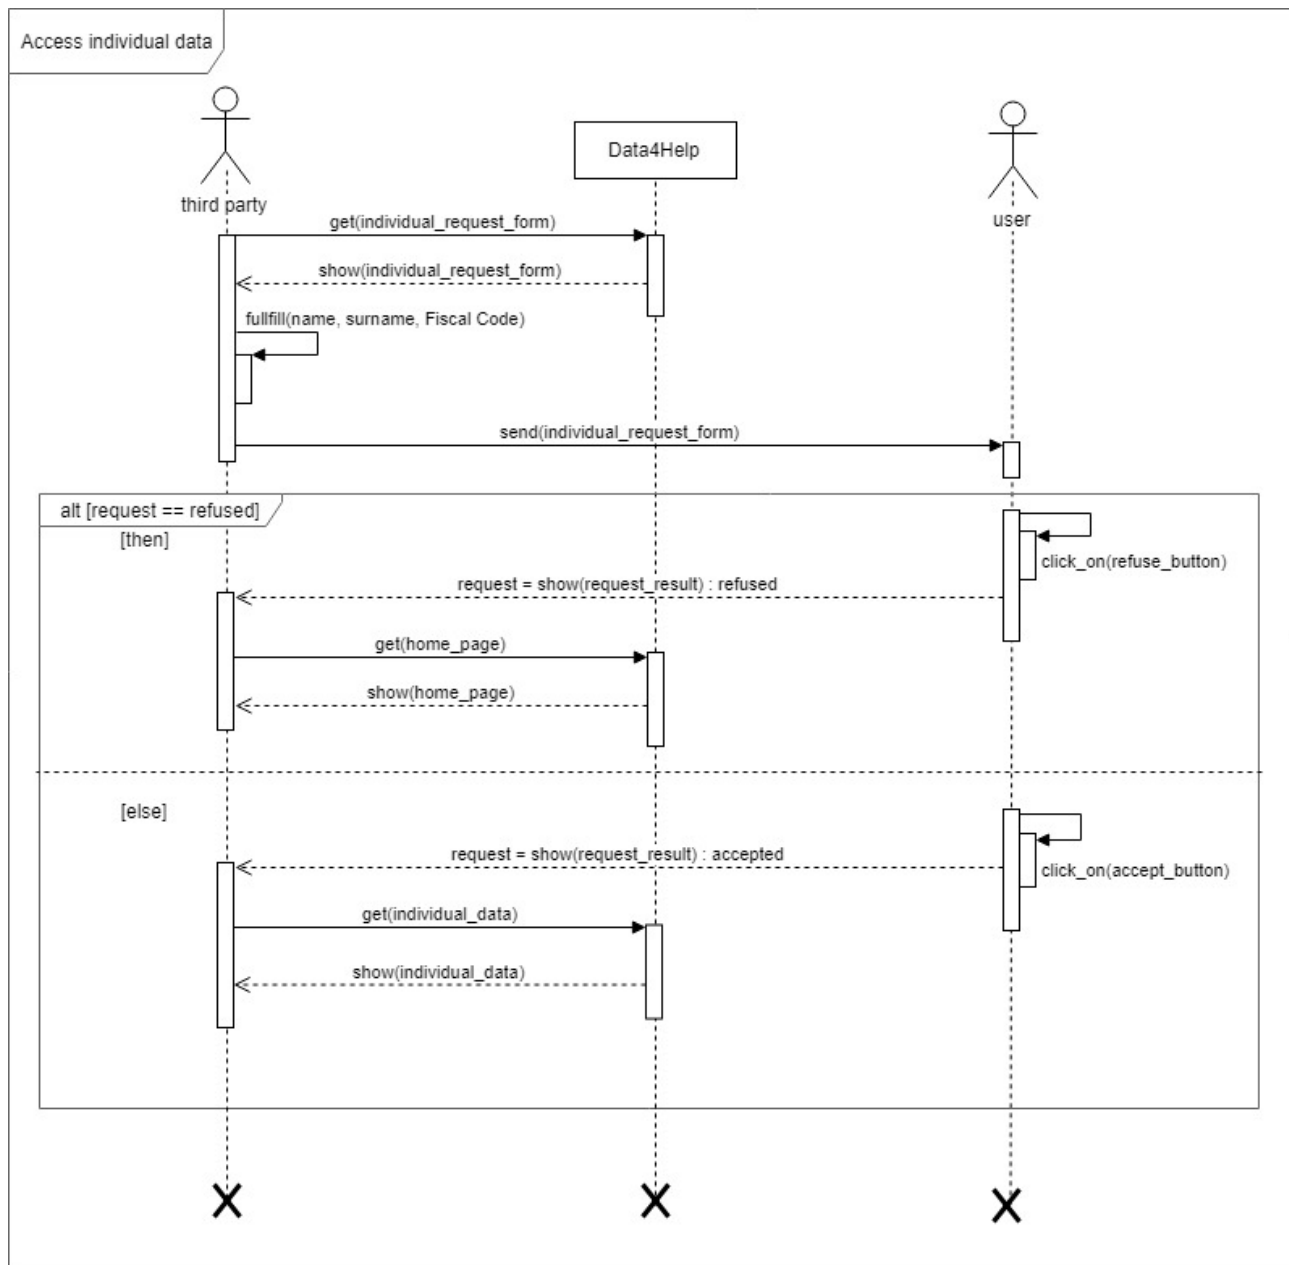 Access individual data
third party
Data4Help
user
get(individual_request_form)
show(individual_request_form)
fullfill(name, surname, Fiscal Code)
send(individual_request_form)
alt [request == refused]
[then]
click_on(refuse_button)
request = show(request_result) : refused
get(home_page)
show(home_page)
[else]
request = show(request_result) : accepted
click_on(accept_button)
get(individual_data)
show(individual_data)